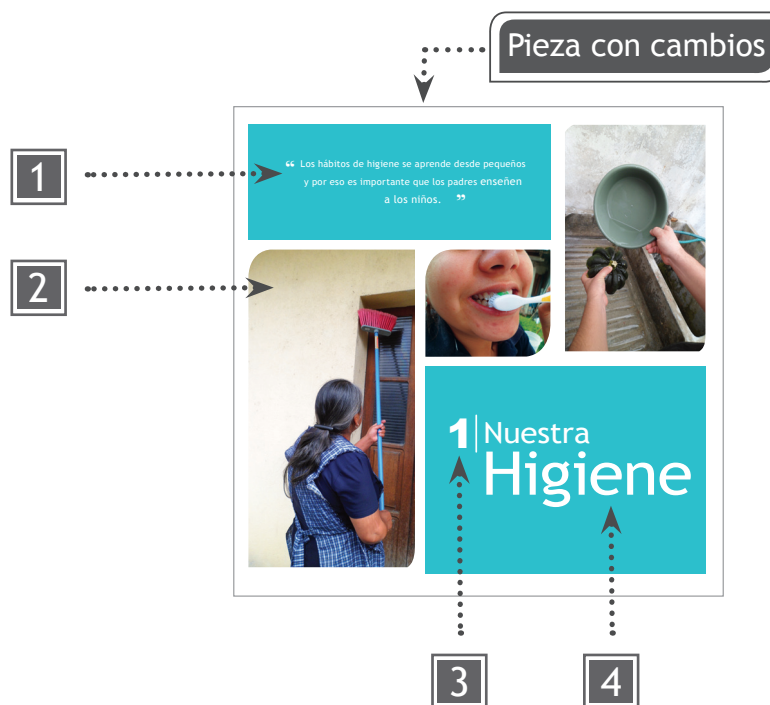 Pieza con cambios
1
“ Los hábitos de higiene se aprende desde pequeños
y por eso es importante que los padres enseñen
a los niños. ”
2
1 Nuestra
Higiene
3
4